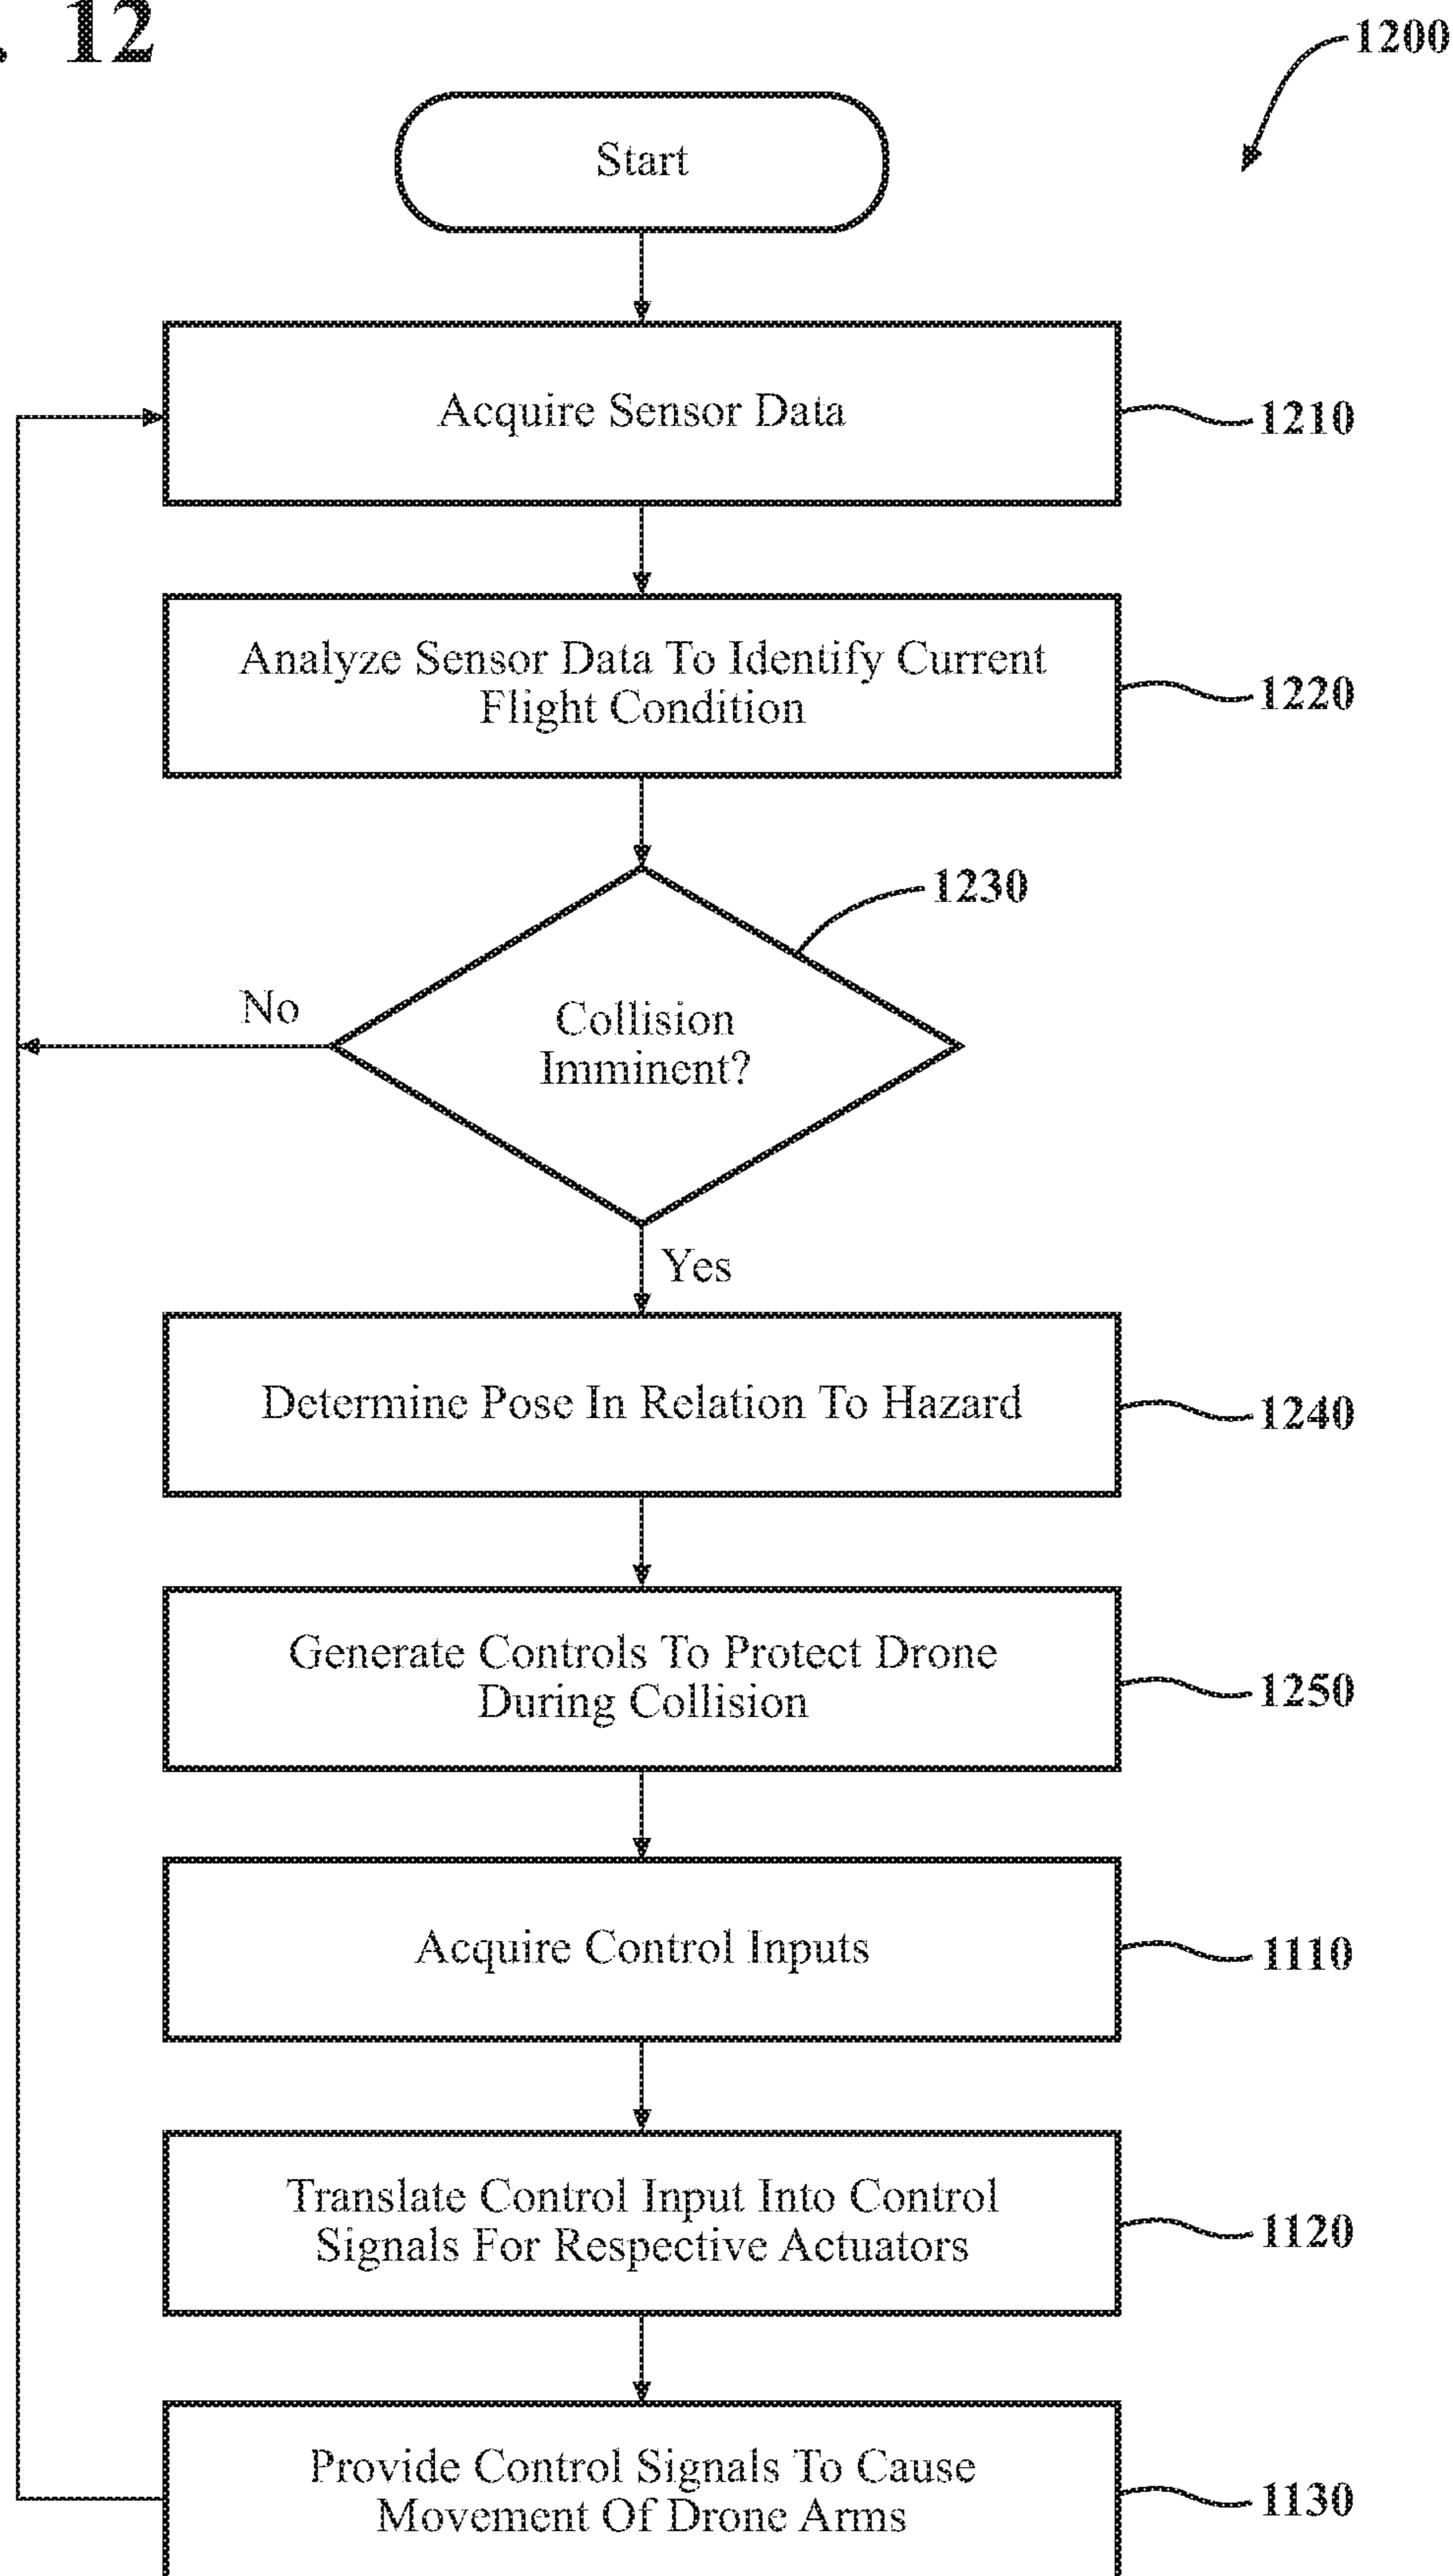 . 12
1200
Start
Acquire Sensor Data
1210
Analyze Sensor Data To Identify Current
Flight Condition
1220
1230
No
Collision
Imminent?
Yes
Determine Pose In Relation To Hazard
1240
Generate Controls To Protect Drone
During Collision
1250
Acquire Control Inputs
1110
Translate Control Input Into Control
Signals For Respective Actuators
1120
Provide Control Signals To Cause
Movement Of Drone Arms
1130